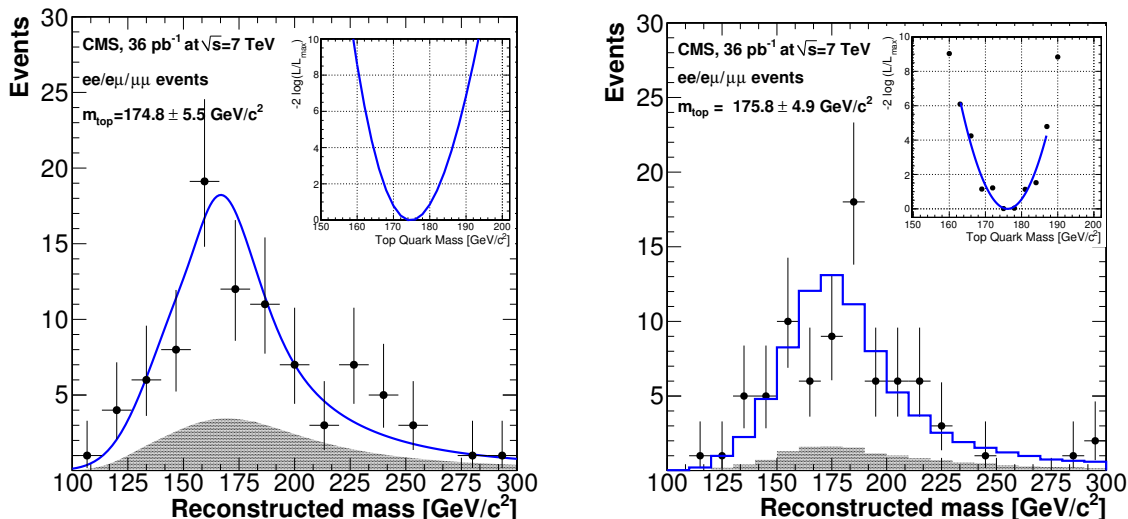 Events
30
25
20
15
10
5
CMS, 36 pb⁻¹ at √s=7 TeV
ee/eμ/μμ events
m_top=174.8 ± 5.5 GeV/c²
-2 log(L/L_max)
10
8
6
4
2
0
150 160 170 180 190 200
Top Quark Mass [GeV/c²]
100 125 150 175 200 225 250 275 300
Reconstructed mass [GeV/c²]
Events
30
25
20
15
10
5
CMS, 36 pb⁻¹ at √s=7 TeV
ee/eμ/μμ events
m_top = 175.8 ± 4.9 GeV/c²
-2 log(L/L_max)
10
8
6
4
2
0
150 160 170 180 190 200
Top Quark Mass [GeV/c²]
100 125 150 175 200 225 250 275 300
Reconstructed mass [GeV/c²]